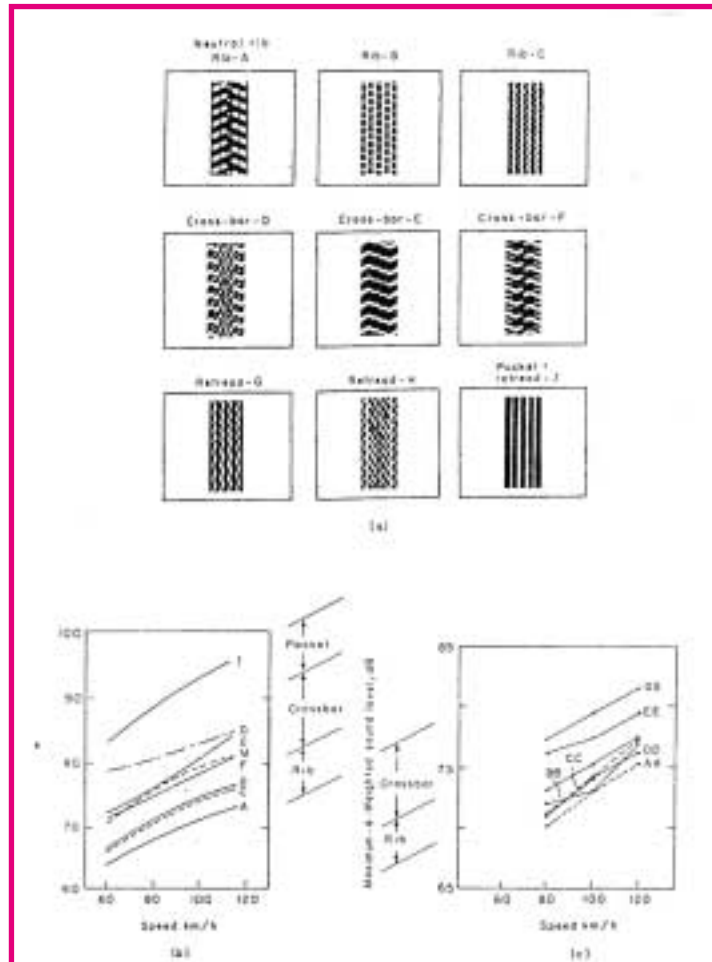 Neutral rib
Rib-A
Rib-B
Rib-C
Cross-bar-D
Cross-bar-E
Cross-bar-F
Retread-G
Retread-H
Pocket
retread-
(a)
100
90
80
70
60
60
80
100
120
Speed km/h
(b)
A
F
Pocket
Crossbar
Rib
Maximum A weighted sound level, dB
Crossbar
Rib
85
75
65
60
80
100
120
Speed km/h
(c)
EE
BB
CC